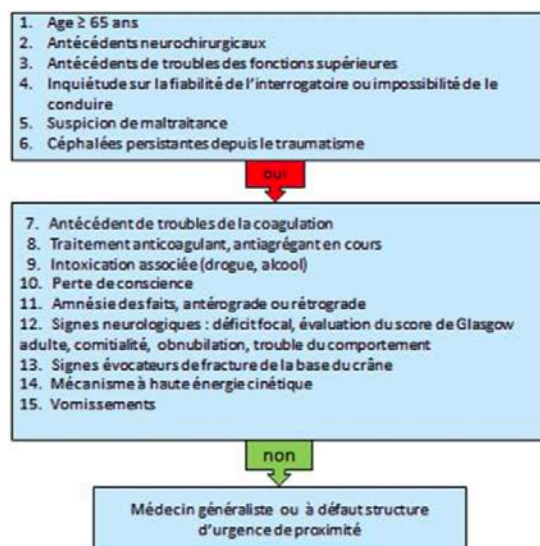 1. Age ≥ 65 ans
2. Antécédents neurochirurgicaux
3. Antécédents de troubles des fonctions supérieures
4. Inquiétude sur la fiabilité de l'interrogatoire ou impossibilité de le
conduire
5. Suspicion de maltraitance
6. Céphalées persistantes depuis le traumatisme
oui
7. Antécédent de troubles de la coagulation
8. Traitement anticoagulant, antiagrégant en cours
9. Intoxication associée (drogue, alcool)
10. Perte de conscience
11. Amnésie des faits, antérograde ou rétrograde
12. Signes neurologiques : déficit focal, évaluation du score de Glasgow
adulte, comitialité, obnubilation, trouble du comportement
13. Signes évocateurs de fracture de la base du crâne
14. Mécanisme à haute énergie cinétique
15. Vomissements
non
Médecin généraliste ou à défaut structure
d'urgence de proximité